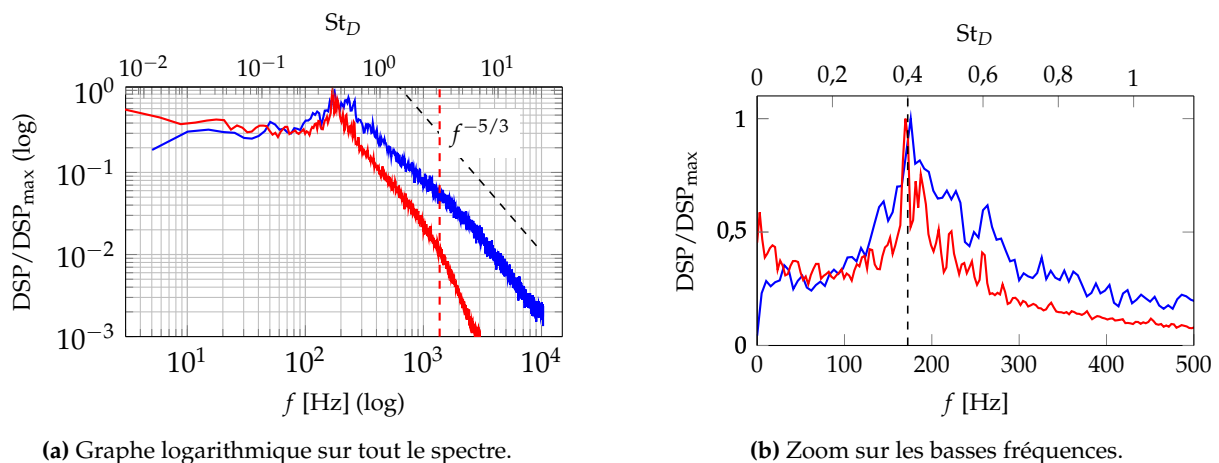 St_D
10^−2 10^−1 10^0 10^1
10^0
10^−1
10^−2
10^−3
DSP/DSP_max (log)
f^−5/3
10^1 10^2 10^3 10^4
f [Hz] (log)
(a) Graphe logarithmique sur tout le spectre.
St_D
0 0,2 0,4 0,6 0,8 1
1
0,5
0
DSP/DSP_max
0 100 200 300 400 500
f [Hz]
(b) Zoom sur les basses fréquences.